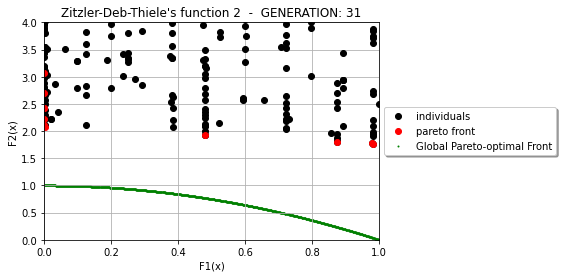 Zitzler-Deb-Thiele's function 2 - GENERATION: 31
4.0
3.5
3.0
2.5
2.0
1.5
1.0
0.5
0.0
F2(x)
0.0 0.2 0.4 0.6 0.8 1.0
F1(x)
individuals
pareto front
Global Pareto-optimal Front